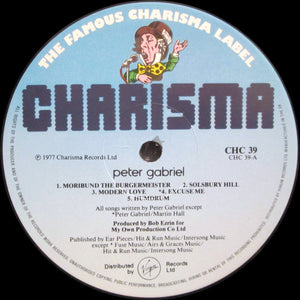 THE FAMOUS CHARISMA LABEL
CHARISMA
℗ 1977 Charisma Records Ltd
CHC 39
CHC 39-A
peter gabriel
1. MORIBUND THE BURGERMEISTER 2. SOLSBURY HILL
3. MODERN LOVE *4. EXCUSE ME
5. HUMDRUM
All songs written by Peter Gabriel except
*Peter Gabriel/Martin Hall
Produced by Bob Ezrin for
My Own Production Co Ltd
Published by Ear Pieces/Hit & Run Music/Intersong Music
except * Fuse Music/Airs & Graces Music/
Hit & Run Music/Intersong Music
Distributed by Virgin Records Ltd